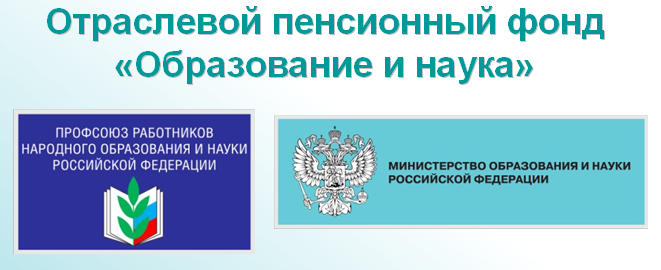 Отраслевой пенсионный фонд
«Образование и наука»
ПРОФСОЮЗ РАБОТНИКОВ
НАРОДНОГО ОБРАЗОВАНИЯ И НАУКИ
РОССИЙСКОЙ ФЕДЕРАЦИИ
МИНИСТЕРСТВО ОБРАЗОВАНИЯ И НАУКИ
РОССИЙСКОЙ ФЕДЕРАЦИИ